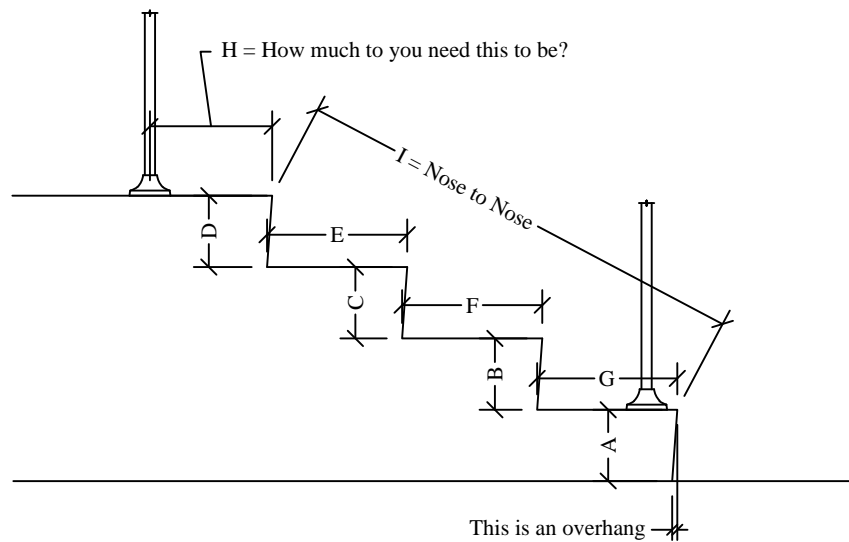 H = How much to you need this to be?
I = Nose to Nose
D
E
C
F
B
G
A
This is an overhang